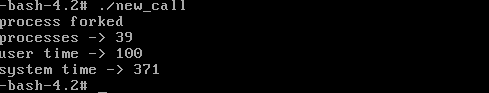 -bash-4.2# ./new_call
process forked
processes -> 39
user time -> 100
system time -> 371
-bash-4.2# _